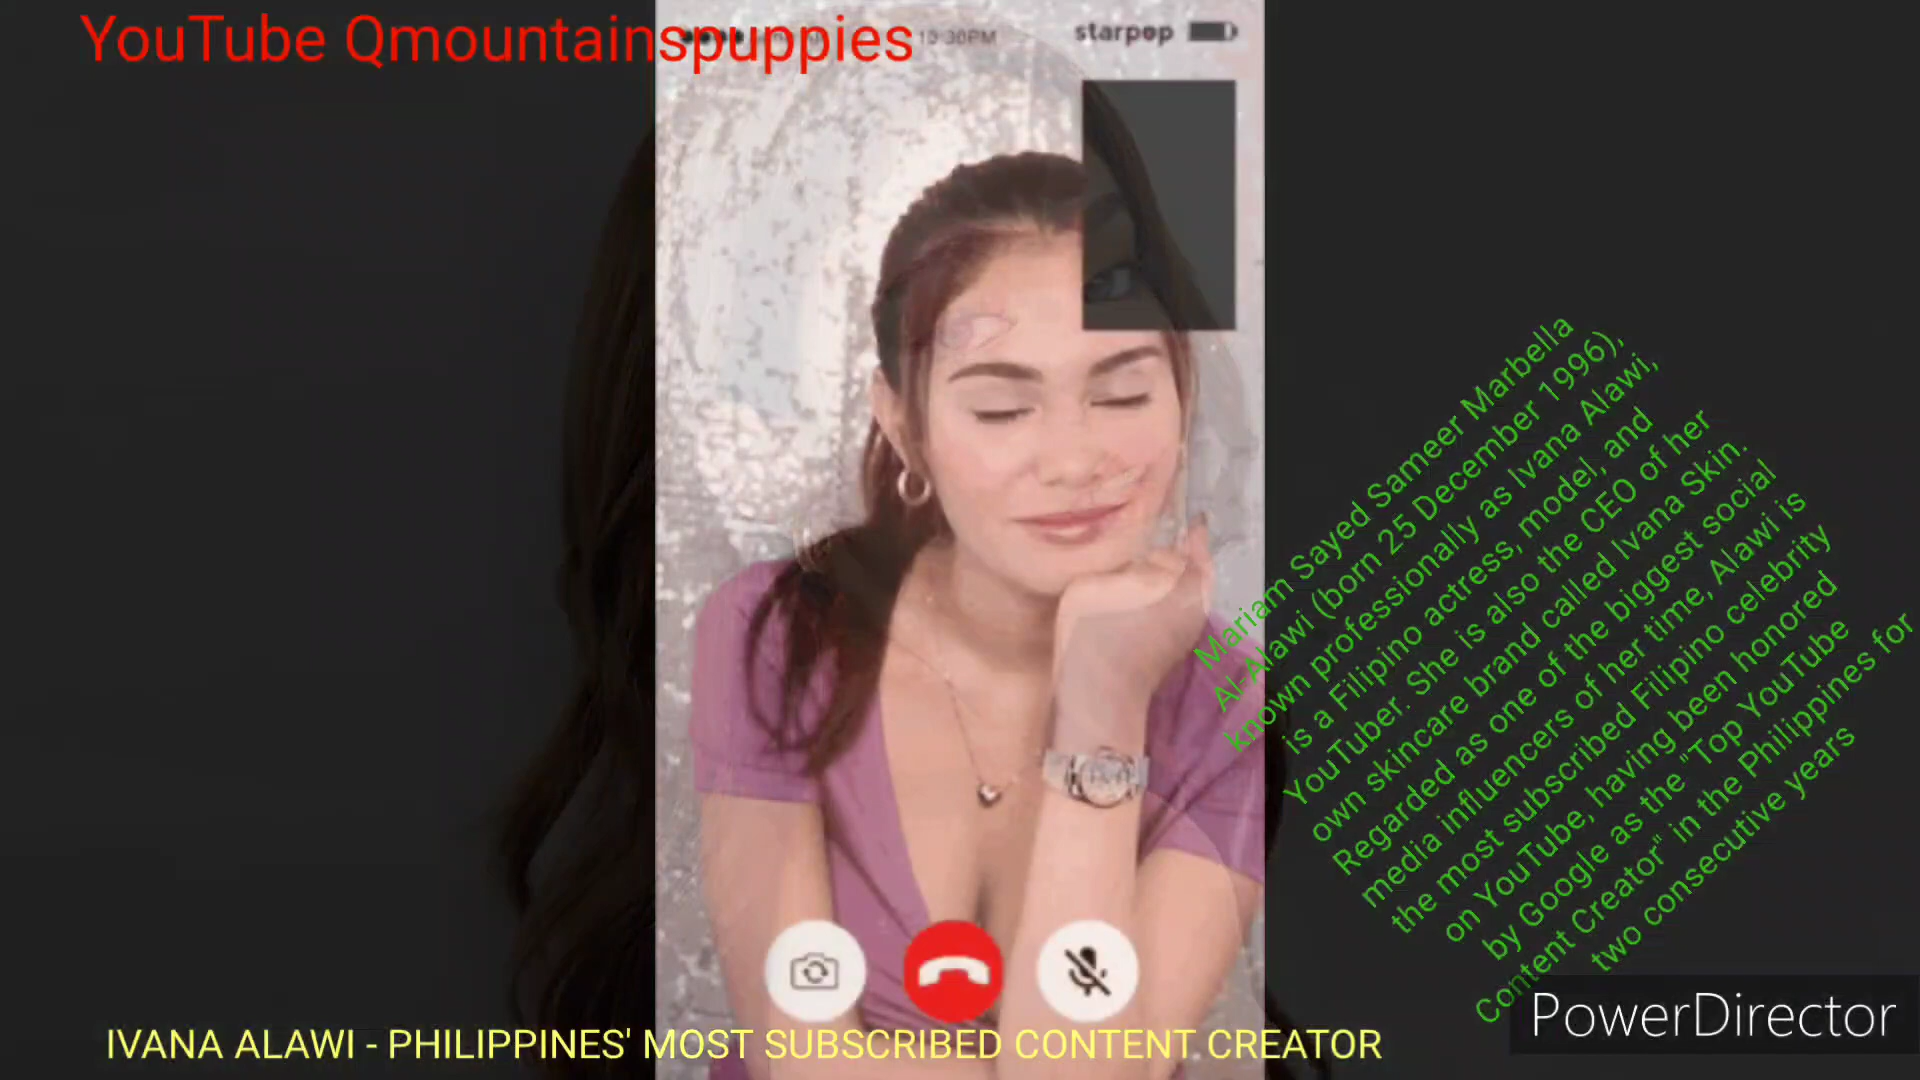 YouTube Qmountainspuppies
10:30PM
starpop
Mariam Sayed Sameer Marbella
Al-Alawi (born 25 December 1996),
known professionally as Ivana Alawi,
is a Filipino actress, model, and
YouTuber. She is also the CEO of her
own skincare brand called Ivana Skin.
Regarded as one of the biggest social
media influencers of her time, Alawi is
the most subscribed Filipino celebrity
on YouTube, having been honored
by Google as the "Top YouTube
Content Creator" in the Philippines for
two consecutive years
IVANA ALAWI - PHILIPPINES' MOST SUBSCRIBED CONTENT CREATOR
PowerDirector